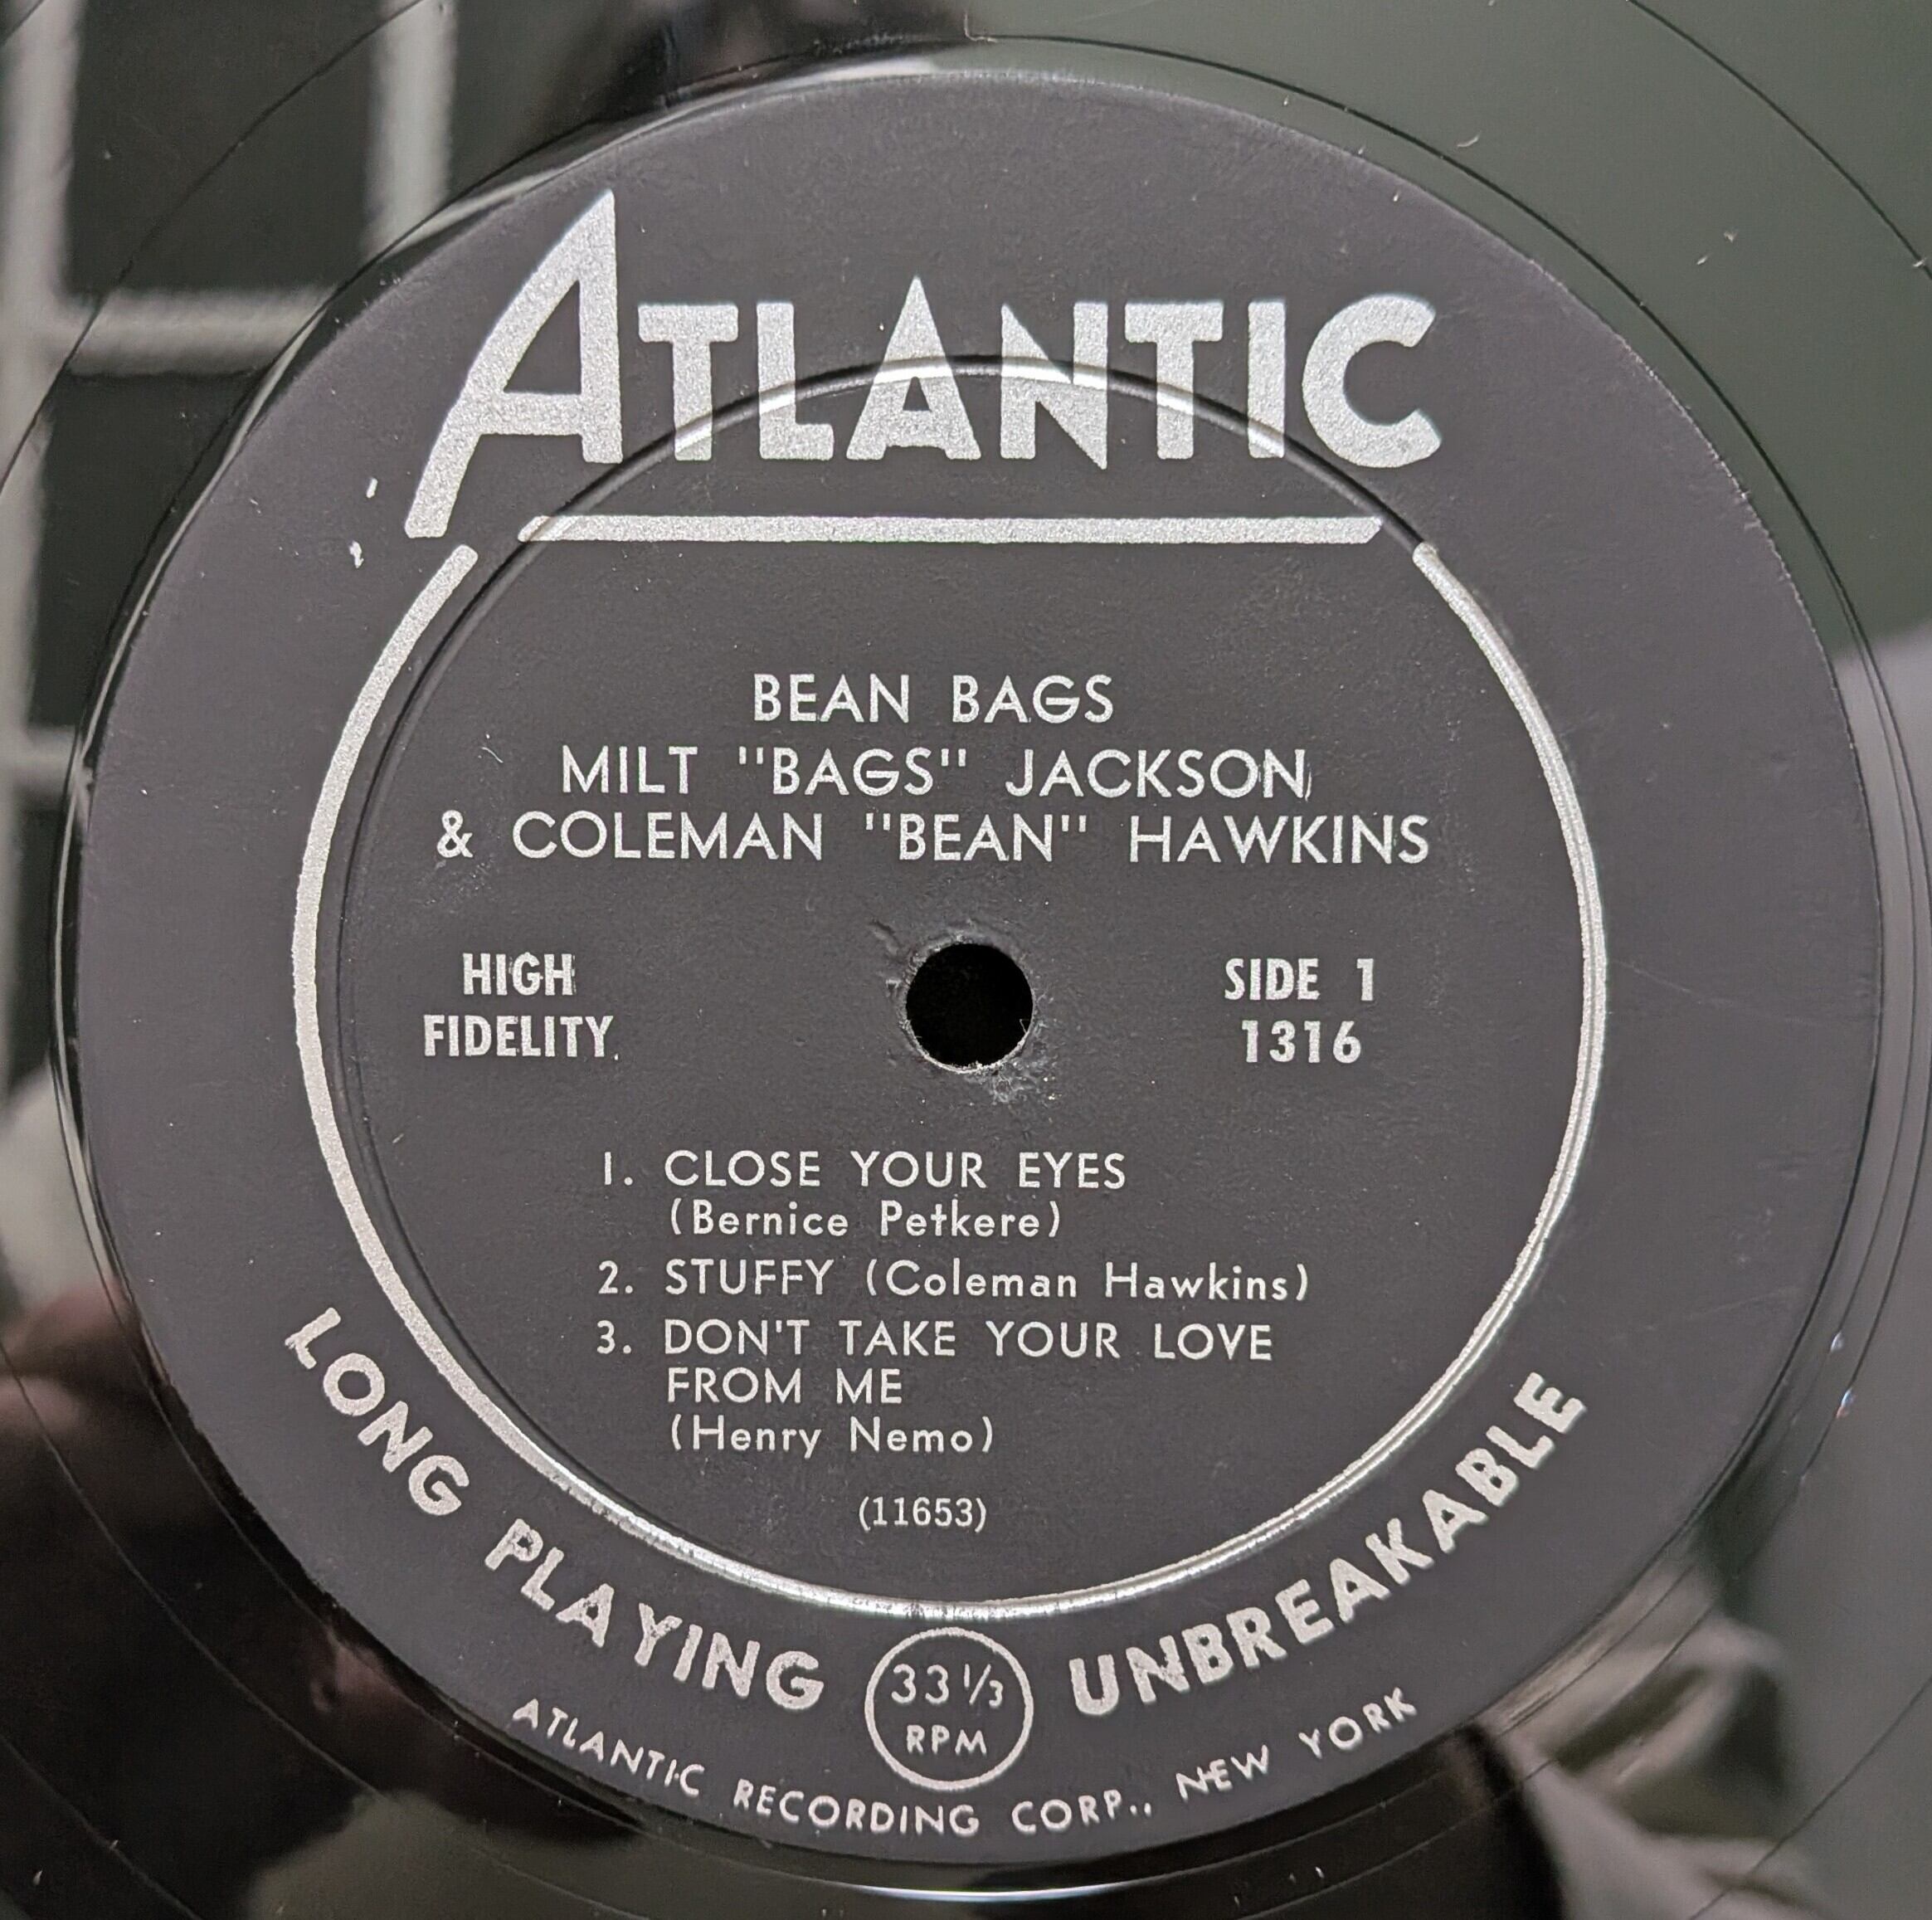 ATLANTIC
BEAN BAGS
MILT "BAGS" JACKSON
& COLEMAN "BEAN" HAWKINS
HIGH
FIDELITY
SIDE 1
1316
1. CLOSE YOUR EYES
(Bernice Petkere)
2. STUFFY (Coleman Hawkins)
3. DON'T TAKE YOUR LOVE
FROM ME
(Henry Nemo)
(11653)
LONG PLAYING
33 1/3
RPM
UNBREAKABLE
ATLANTIC RECORDING CORP., NEW YORK